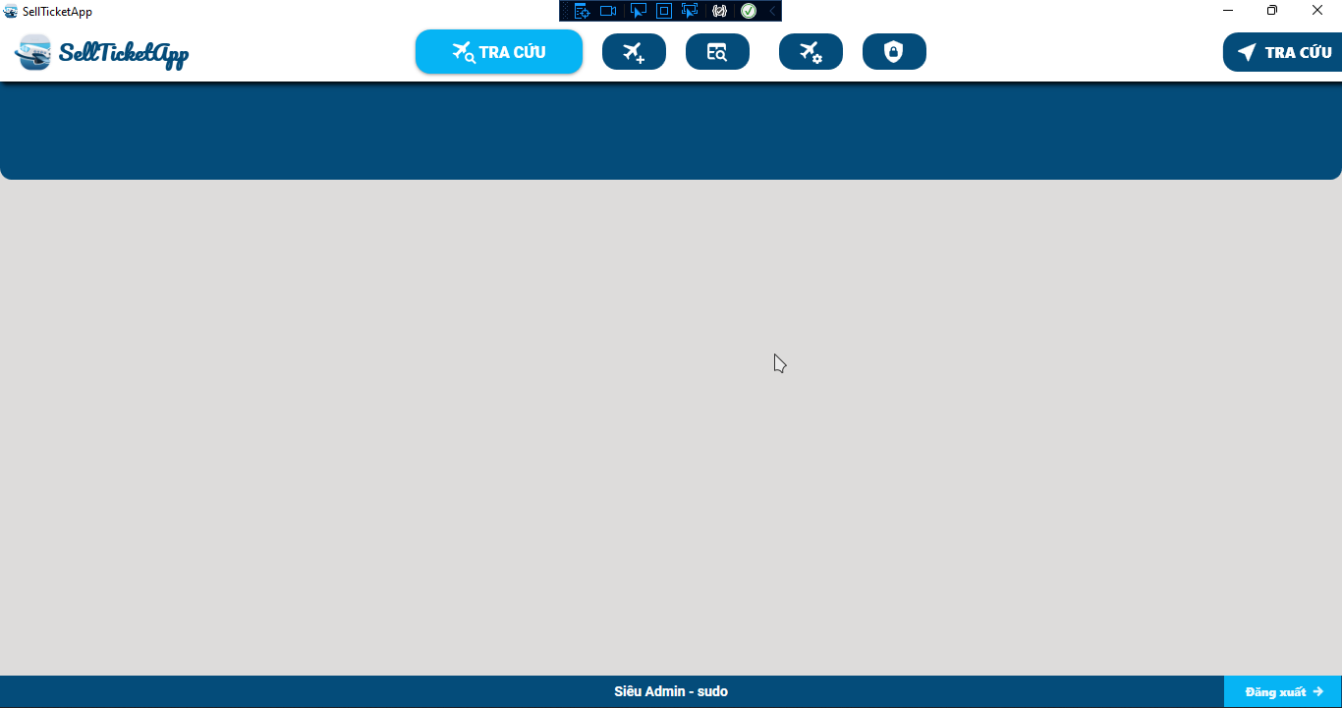 SellTicketApp
SellTicketApp
TRA CỨU
TRA CỨU
Siêu Admin - sudo
Đăng xuất →